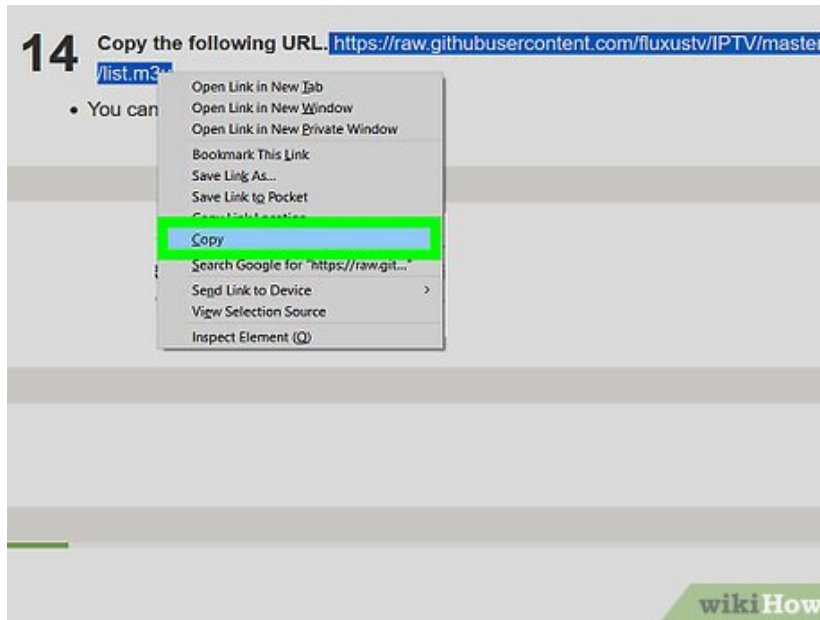 14 Copy the following URL. https://raw.githubusercontent.com/fluxustv/IPTV/master
/list.m3u
• You can
Open Link in New Tab
Open Link in New Window
Open Link in New Private Window
Bookmark This Link
Save Link As...
Save Link to Pocket
Copy Link Location
Copy
Search Google for "https://raw.git..."
Send Link to Device
View Selection Source
Inspect Element (Q)
wikiHow